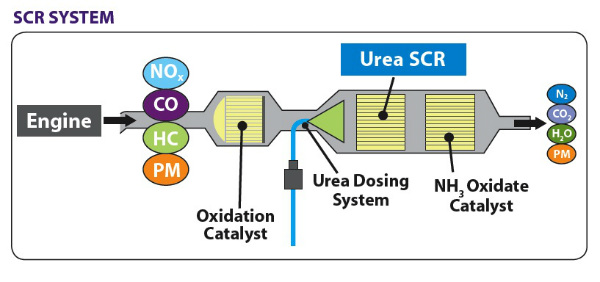 SCR SYSTEM
Urea SCR
NOx
CO
HC
PM
Engine
N₂
CO₂
H₂O
PM
Oxidation
Catalyst
Urea Dosing
System
NH₃ Oxidate
Catalyst